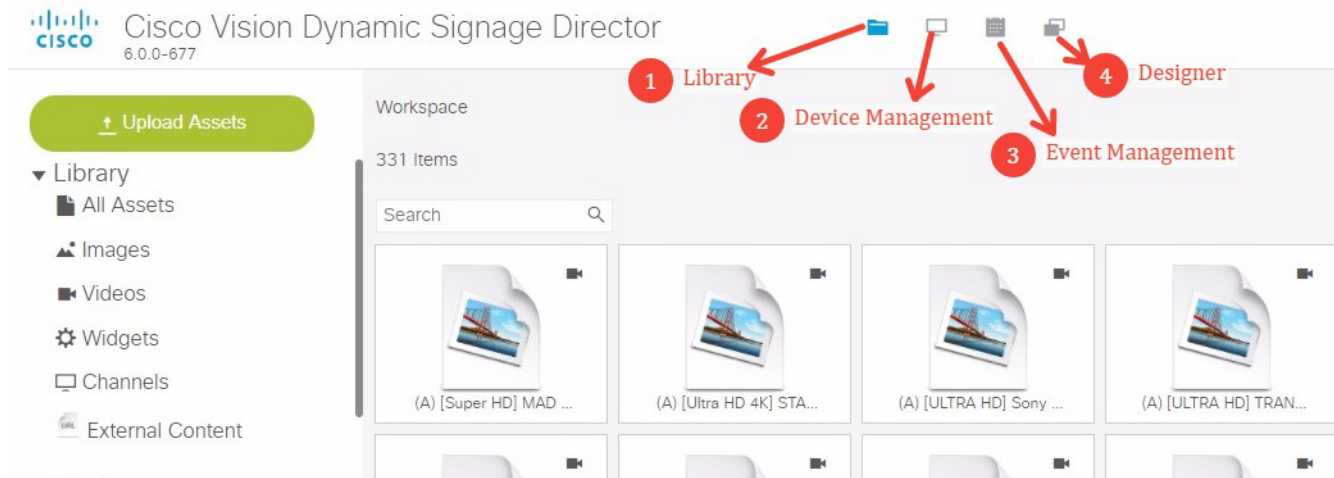 CISCO
Cisco Vision Dynamic Signage Director
6.0.0-677
1 Library
2 Device Management
3 Event Management
4 Designer
Upload Assets
Library
All Assets
Images
Videos
Widgets
Channels
URL
External Content
Workspace
331 Items
Search
(A) [Super HD] MAD ...
(A) [Ultra HD 4K] STA...
(A) [ULTRA HD] Sony ...
(A) [ULTRA HD] TRAN...